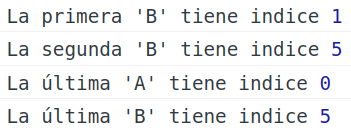 La primera 'B' tiene indice 1
La segunda 'B' tiene indice 5
La última 'A' tiene indice 0
La última 'B' tiene indice 5